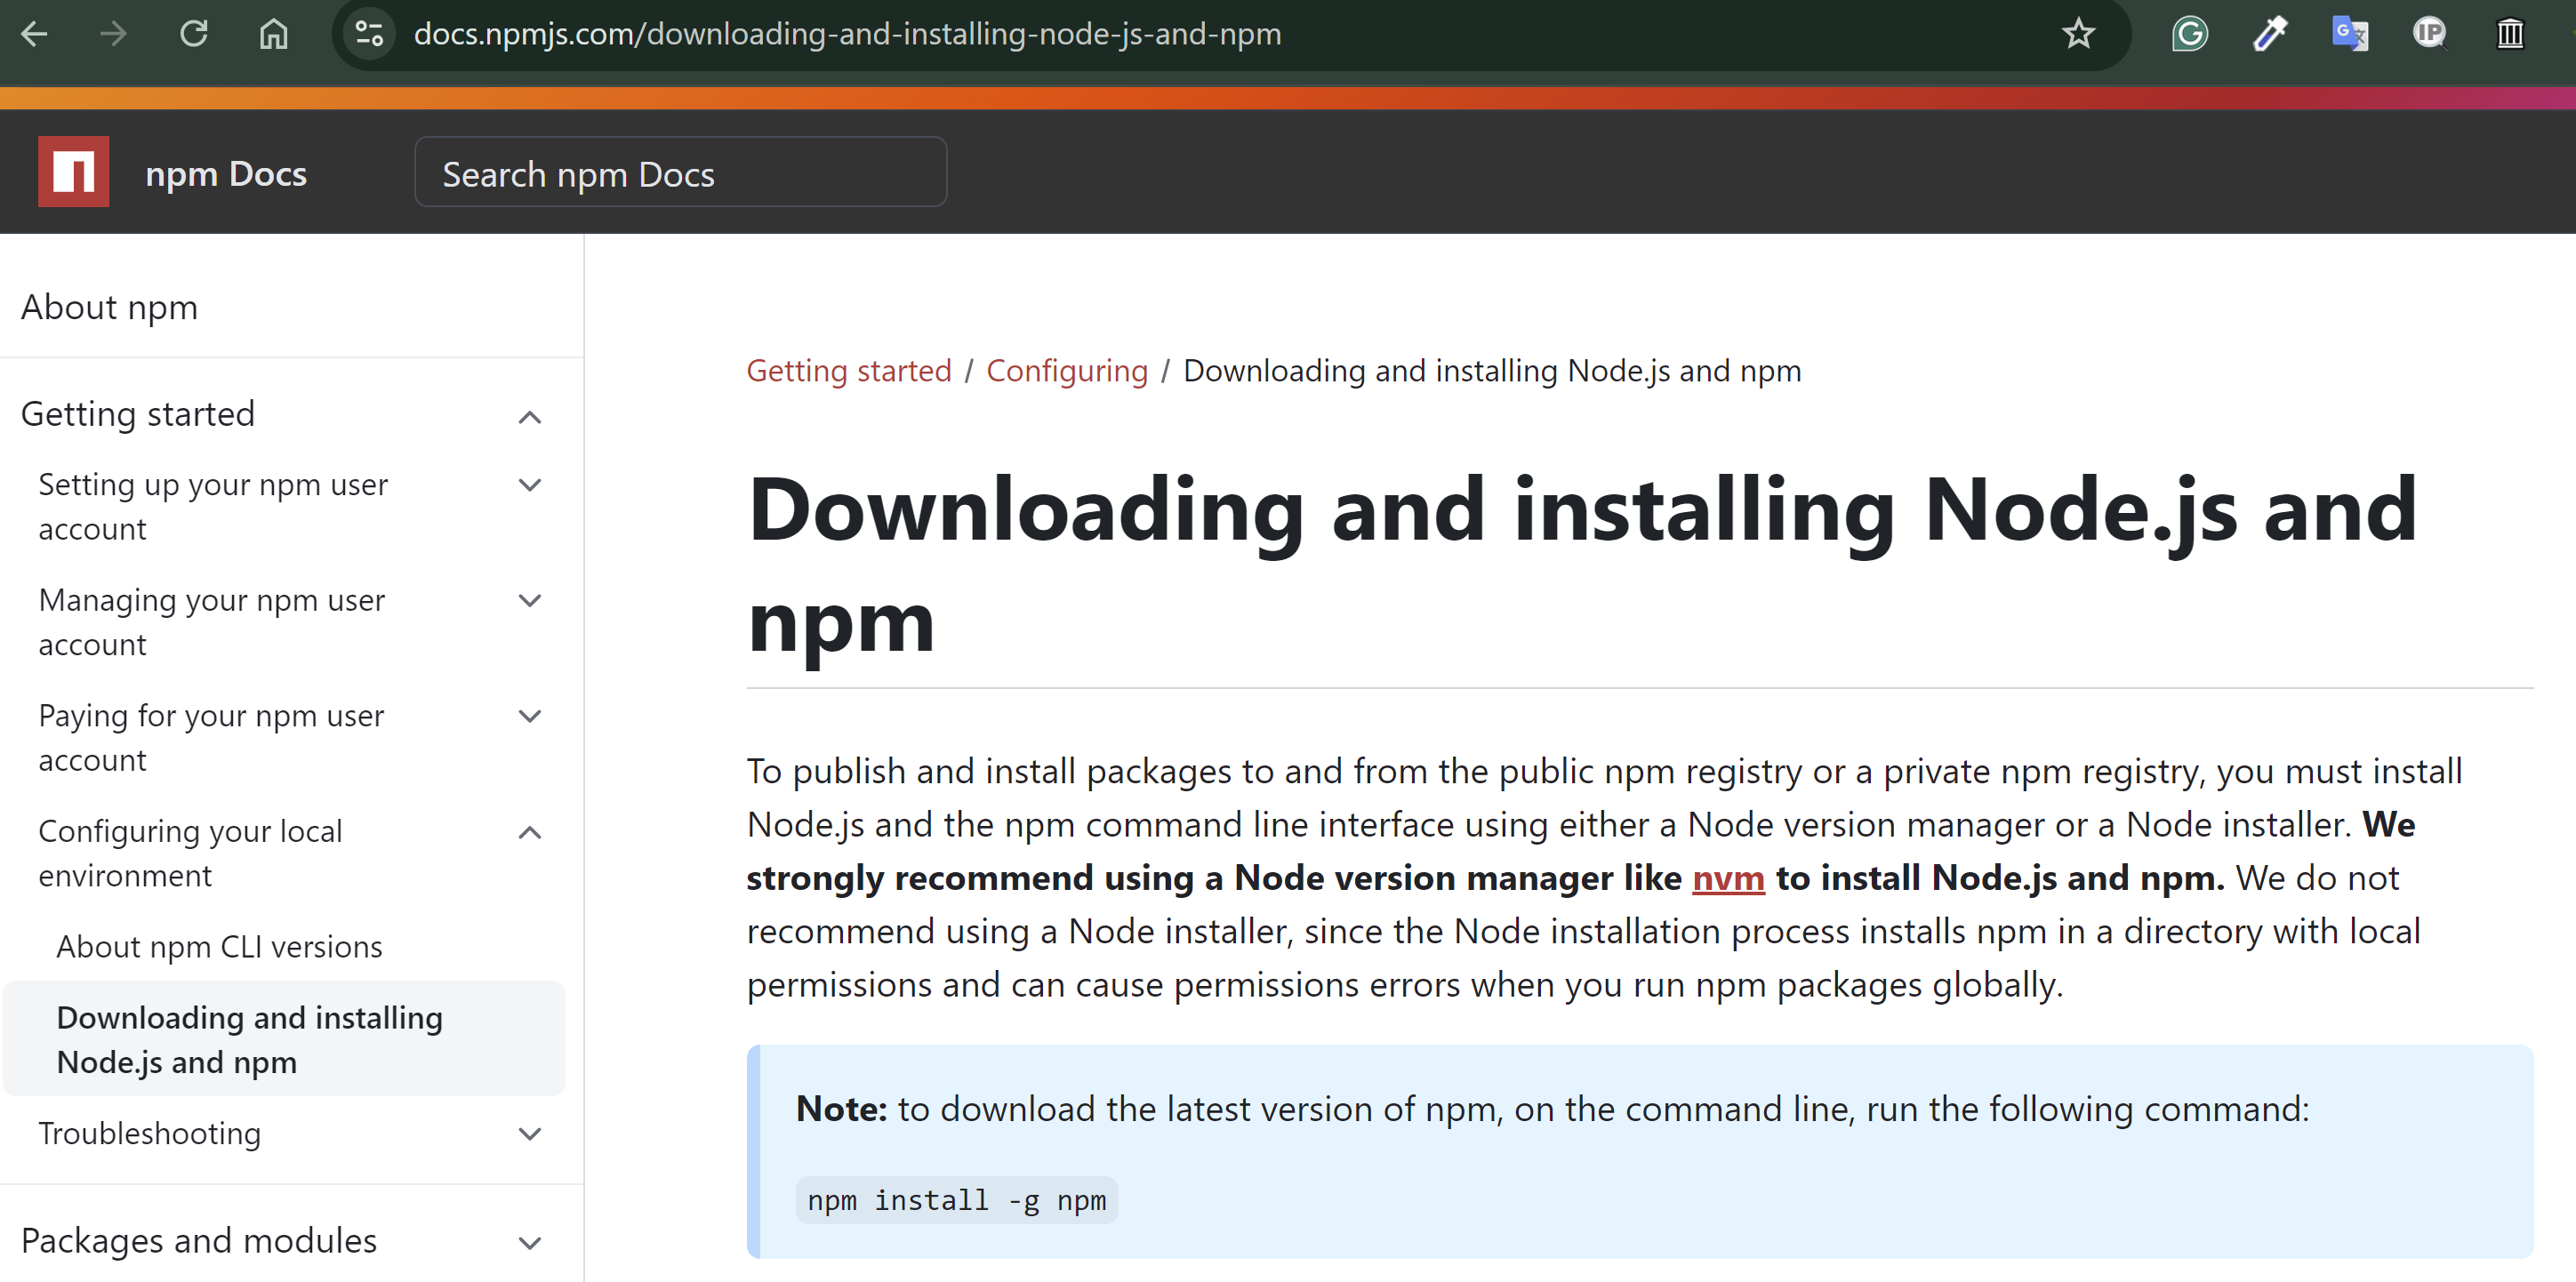 docs.npmjs.com/downloading-and-installing-node-js-and-npm
npm Docs
Search npm Docs
About npm
Getting started
Setting up your npm user
account
Managing your npm user
account
Paying for your npm user
account
Configuring your local
environment
About npm CLI versions
Downloading and installing
Node.js and npm
Troubleshooting
Packages and modules
Getting started / Configuring / Downloading and installing Node.js and npm
Downloading and installing Node.js and
npm
To publish and install packages to and from the public npm registry or a private npm registry, you must install
Node.js and the npm command line interface using either a Node version manager or a Node installer. We
strongly recommend using a Node version manager like nvm to install Node.js and npm. We do not
recommend using a Node installer, since the Node installation process installs npm in a directory with local
permissions and can cause permissions errors when you run npm packages globally.
Note: to download the latest version of npm, on the command line, run the following command:
npm install -g npm